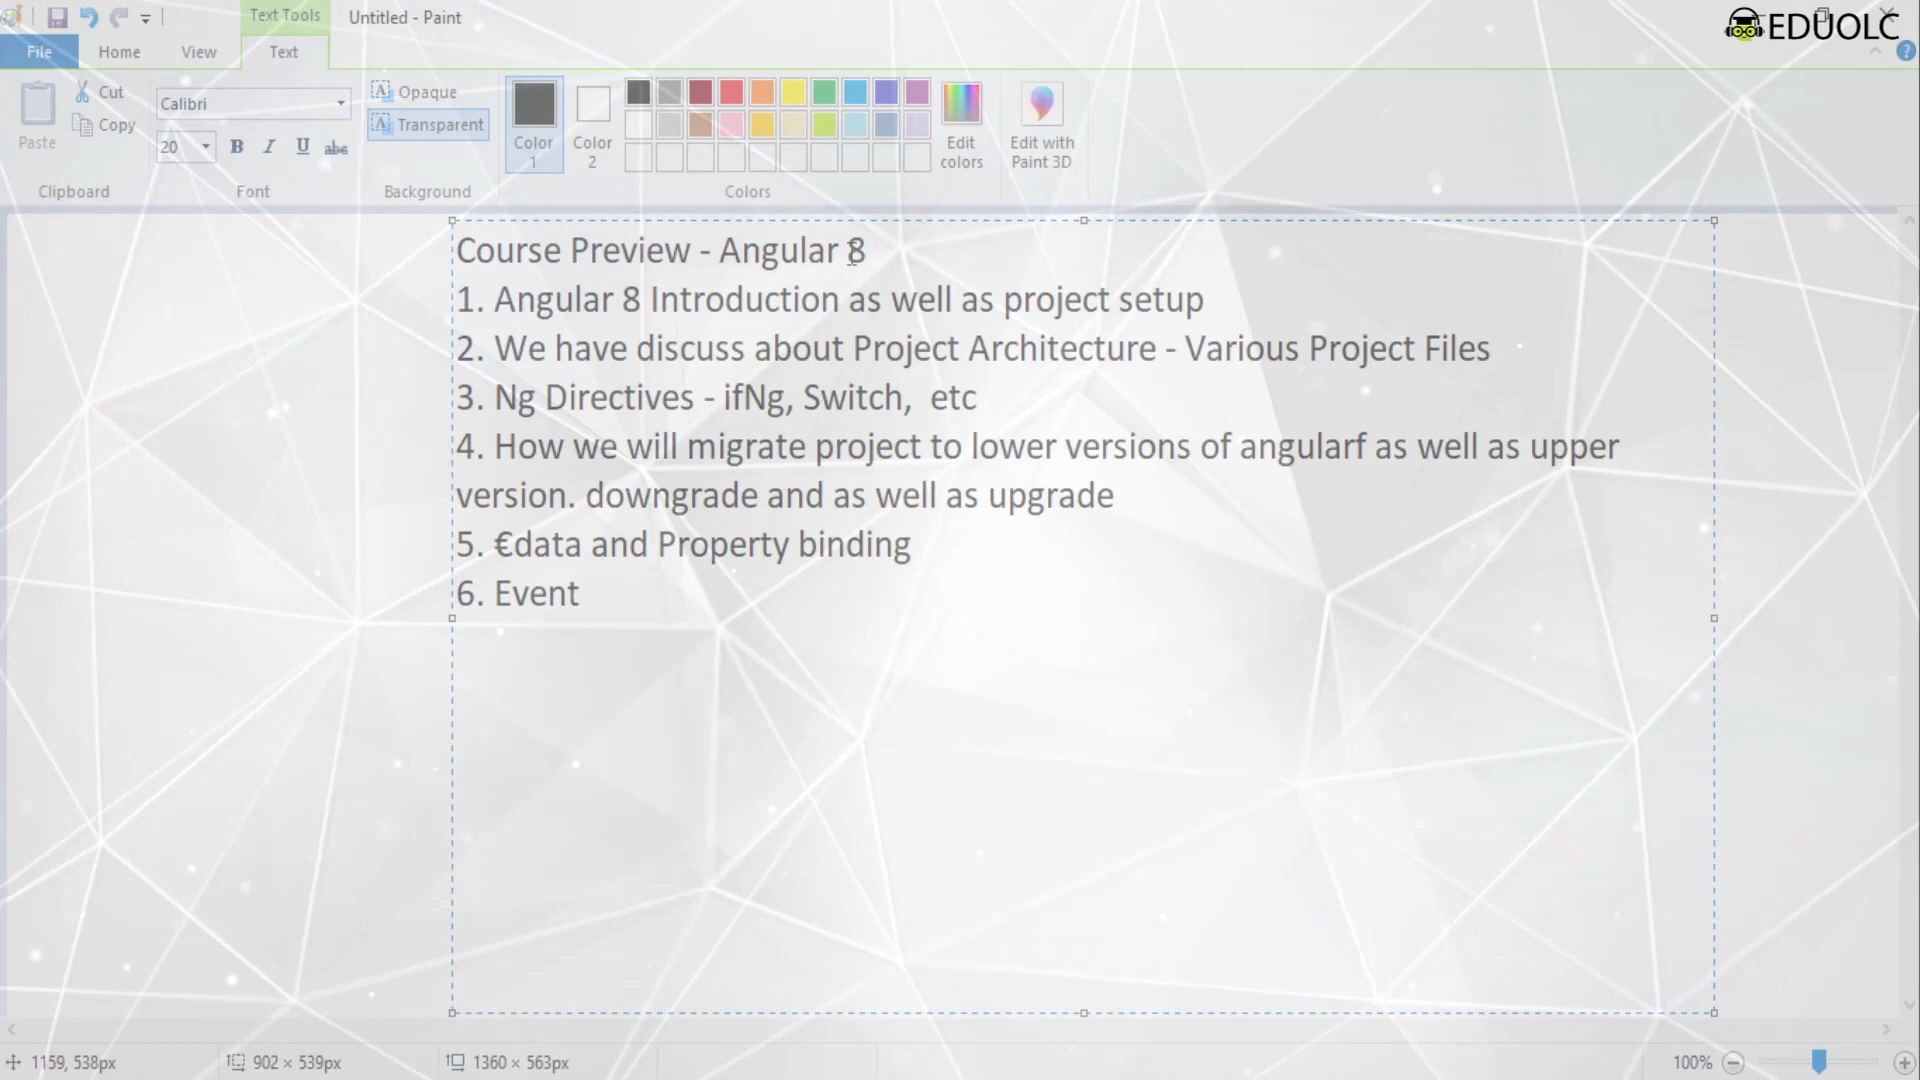 Text Tools Untitled - Paint
EDUOLC
File Home View Text
Paste Cut Copy
Calibri
20 B I U abc
Opaque
Transparent
Color 1
Color 2
Edit colors
Edit with Paint 3D
Clipboard Font Background Colors
Course Preview - Angular 8
1. Angular 8 Introduction as well as project setup
2. We have discuss about Project Architecture - Various Project Files
3. Ng Directives - ifNg, Switch,  etc
4. How we will migrate project to lower versions of angularf as well as upper
version. downgrade and as well as upgrade
5. €data and Property binding
6. Event
1159, 538px 902 × 539px 1360 × 563px 100%